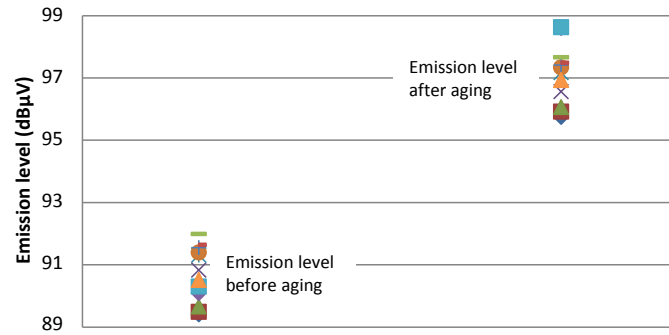 99
97
95
93
91
89
Emission level (dBµV)
Emission level
after aging
Emission level
before aging